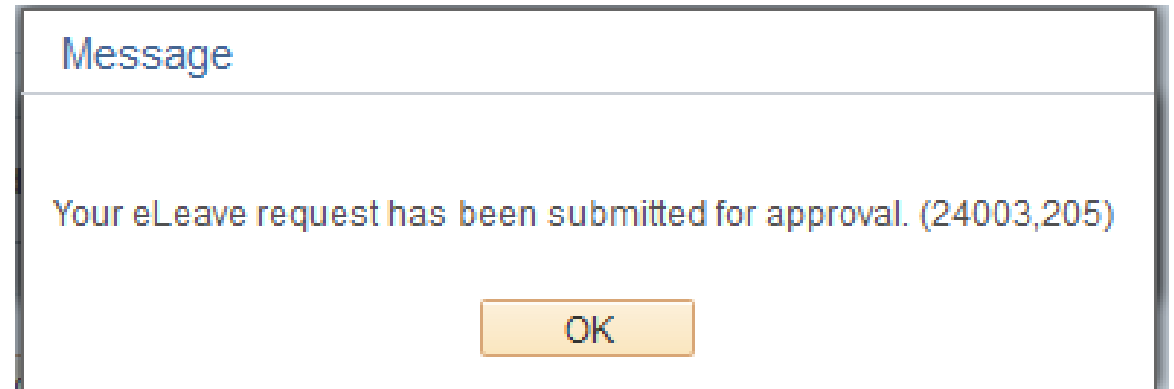 Message
Your eLeave request has been submitted for approval. (24003,205)
OK